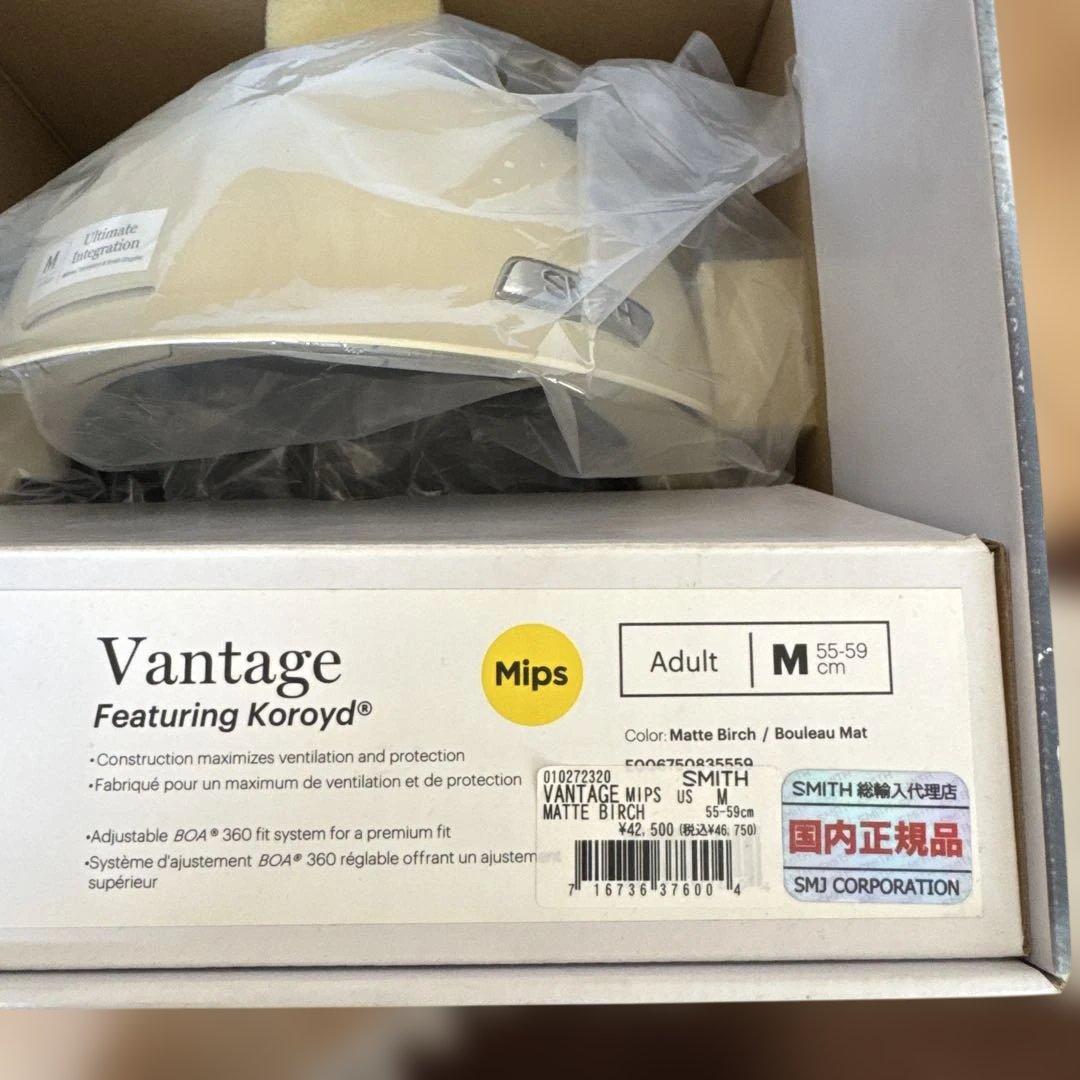 M
Ultimate
Integration
Vantage
Featuring Koroyd®
Mips
Adult
M 55-59
cm
•Construction maximizes ventilation and protection
•Fabriqué pour un maximum de ventilation et de protection
•Adjustable BOA® 360 fit system for a premium fit
•Système d'ajustement BOA® 360 réglable offrant un ajustem
supérieur
Color: Matte Birch / Bouleau Mat
E006750835559
010272320 SMITH
VANTAGE MIPS US M
MATTE BIRCH 55-59cm
¥42,500 (税込¥46,750)
7 16736 37600 4
SMITH 総輸入代理店
国内正規品
SMJ CORPORATION